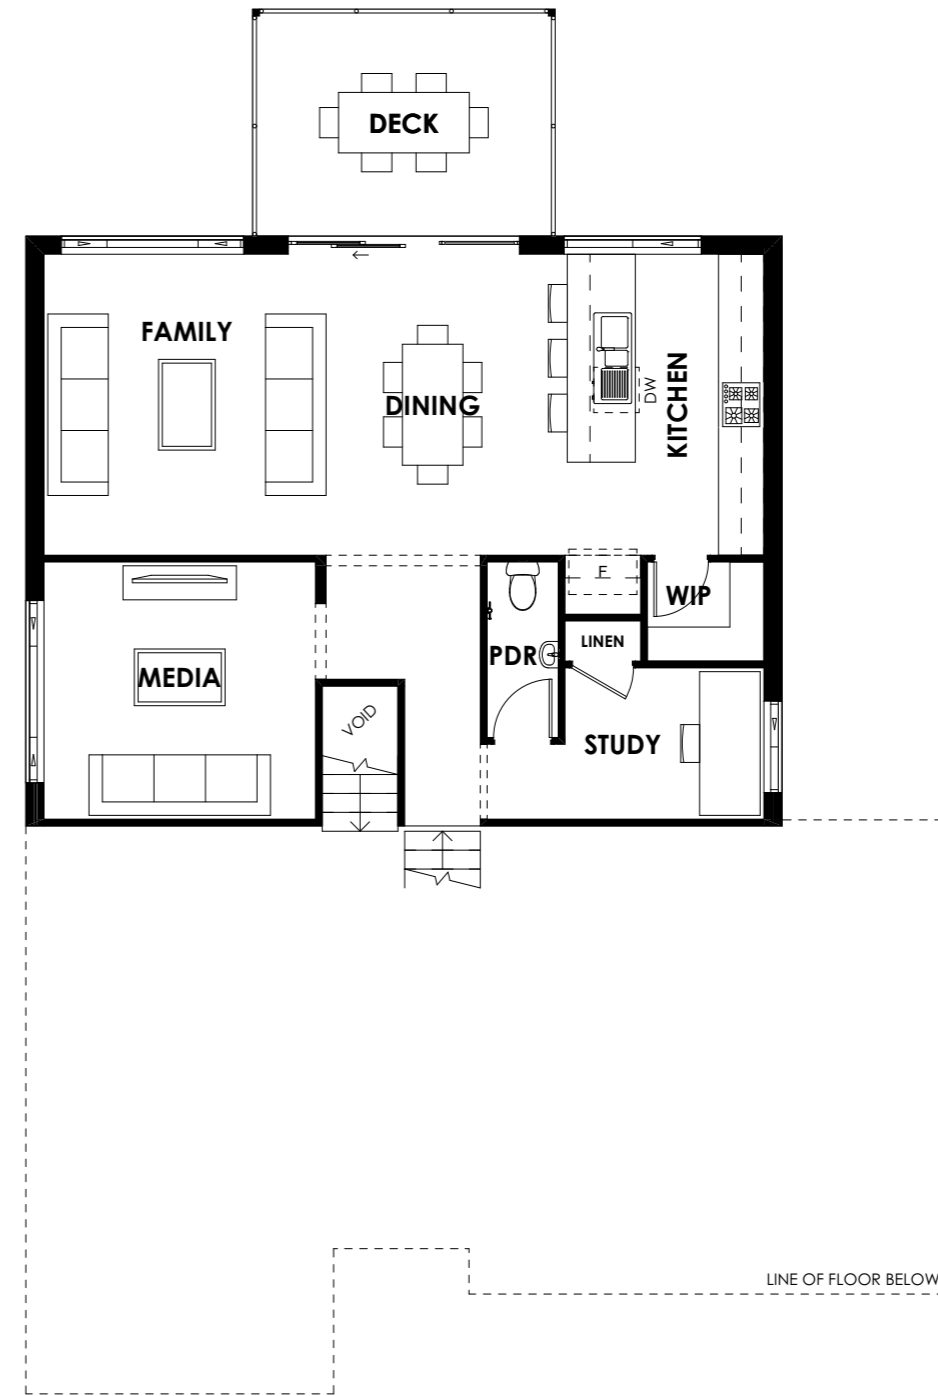 DECK
FAMILY
DINING
KITCHEN
DW
F
WIP
LINEN
PDR
MEDIA
VOID
STUDY
LINE OF FLOOR BELOW